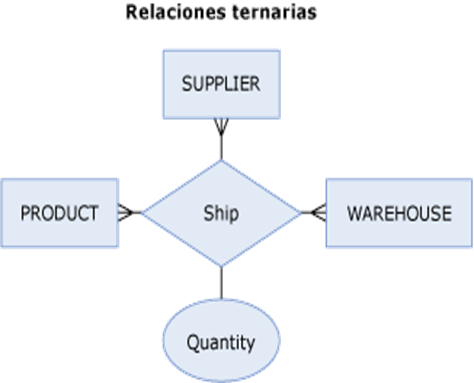 Relaciones ternarias
SUPPLIER
PRODUCT
Ship
WAREHOUSE
Quantity